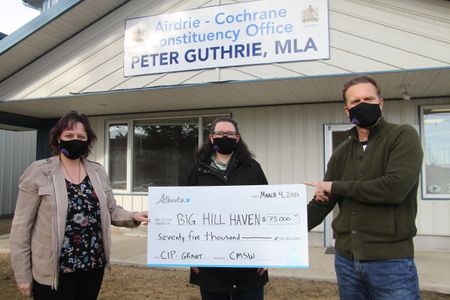 Airdrie - Cochrane
Constituency Office
PETER GUTHRIE, MLA
Alberta
MARCH 4, 2021
BIG HILL HAVEN $ 75,000
seventy five thousand
CIP-GRANT CMSW